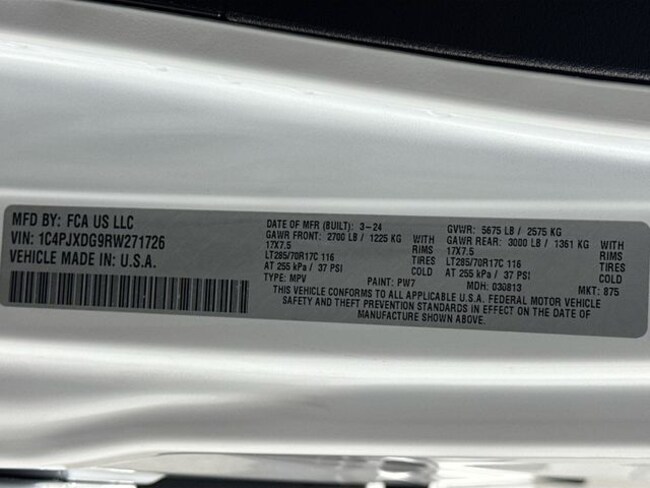 MFD BY: FCA US LLC
VIN: 1C4PJXDG9RW271726
VEHICLE MADE IN: U.S.A.
DATE OF MFR (BUILT): 3-24 GVWR: 5675 LB / 2575 KG
GAWR FRONT: 2700 LB / 1225 KG WITH GAWR REAR: 3000 LB / 1361 KG WITH
17X7.5 RIMS 17X7.5 RIMS
LT285/70R17C 116 TIRES LT285/70R17C 116 TIRES
AT 255 kPa / 37 PSI COLD AT 255 kPa / 37 PSI COLD
TYPE: MPV PAINT: PW7 MDH: 030813 MKT: 875
THIS VEHICLE CONFORMS TO ALL APPLICABLE U.S.A. FEDERAL MOTOR VEHICLE
SAFETY AND THEFT PREVENTION STANDARDS IN EFFECT ON THE DATE OF
MANUFACTURE SHOWN ABOVE.